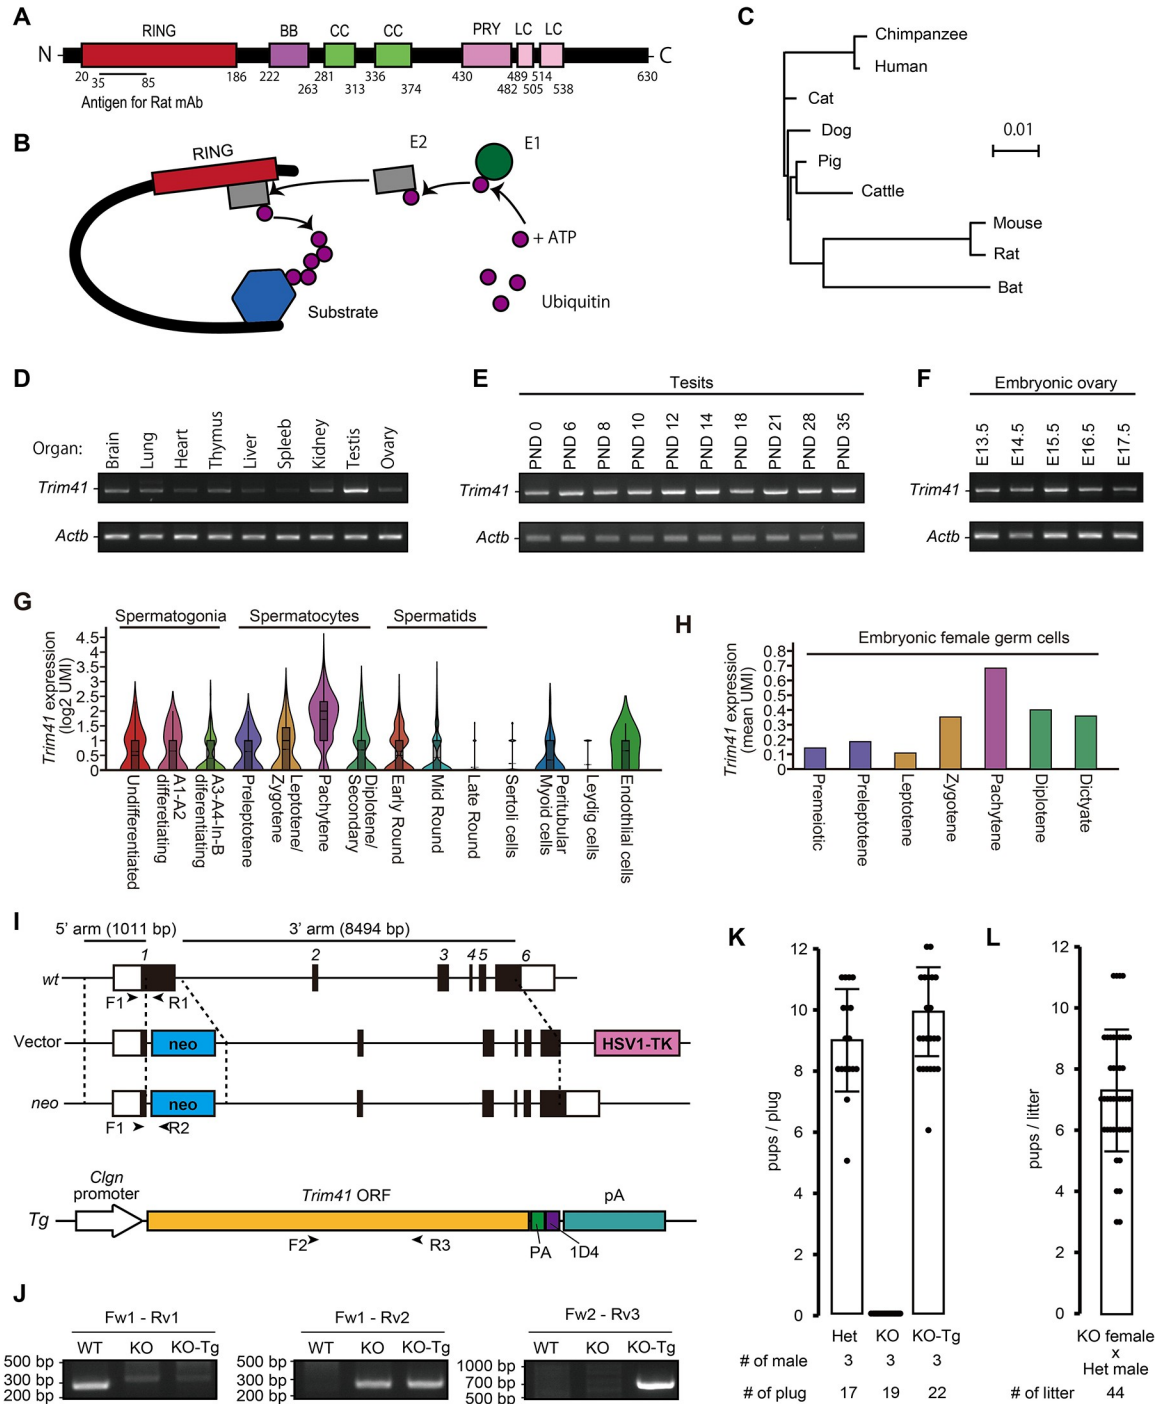 A
RING BB CC CC PRY LC LC
N C
20 35 85 186 222 263 281 313 336 374 430 482 489 505 514 538 630
Antigen for Rat mAb
B
RING E2 E1
+ ATP
Substrate
Ubiquitin
C
Chimpanzee
Human
Cat
Dog
0.01
Pig
Cattle
Mouse
Rat
Bat
D
Organ: Brain Lung Heart Thymus Liver Spleeb Kidney Testis Ovary
Trim41
Actb
E
Tesits
PND 0 PND 6 PND 8 PND 10 PND 12 PND 14 PND 18 PND 21 PND 28 PND 35
Trim41
Actb
F
Embryonic ovary
E13.5 E14.5 E15.5 E16.5 E17.5
Trim41
Actb
G
Spermatogonia Spermatocytes Spermatids
Trim41 expression
(log2 UMI)
4.5
4
3.5
3
2.5
2
1.5
1
0.5
0
Undifferentiated
A1-A2
differetiating
A3-A4-In-B
diferentiating
Preleptotene
Leptotene/
Zygotene
Pachytene
Diplotene/
Secondary
Early Round
Mid Round
Late Round
Sertoli cells
Peritubular
Myoid cells
Leydig cells
Endothlial cells
H
Embryonic female germ cells
Trim41 expression
(mean UMI)
0.8
0.7
0.6
0.5
0.4
0.3
0.2
0.1
0
Premeiotic
Preleptotene
Leptotene
Zygotene
Pachytene
Diplotene
Dictyate
I
5' arm (1011 bp) 3' arm (8494 bp)
1 2 3 4 5 6
wt
F1 R1
Vector neo HSV1-TK
neo neo
F1 R2
Clgn
promoter
Trim41 ORF pA
Tg
F2 R3 PA 1D4
J
Fw1 - Rv1
WT KO KO-Tg
500 bp
300 bp
200 bp
Fw1 - Rv2
WT KO KO-Tg
500 bp
300 bp
200 bp
Fw2 - Rv3
WT KO KO-Tg
1000 bp
700 bp
500 bp
K
pups / plug
12
10
8
6
4
2
0
Het KO KO-Tg
# of male 3 3 3
# of plug 17 19 22
L
pups / litter
12
10
8
6
4
2
0
KO female
x
Het male
# of litter 44